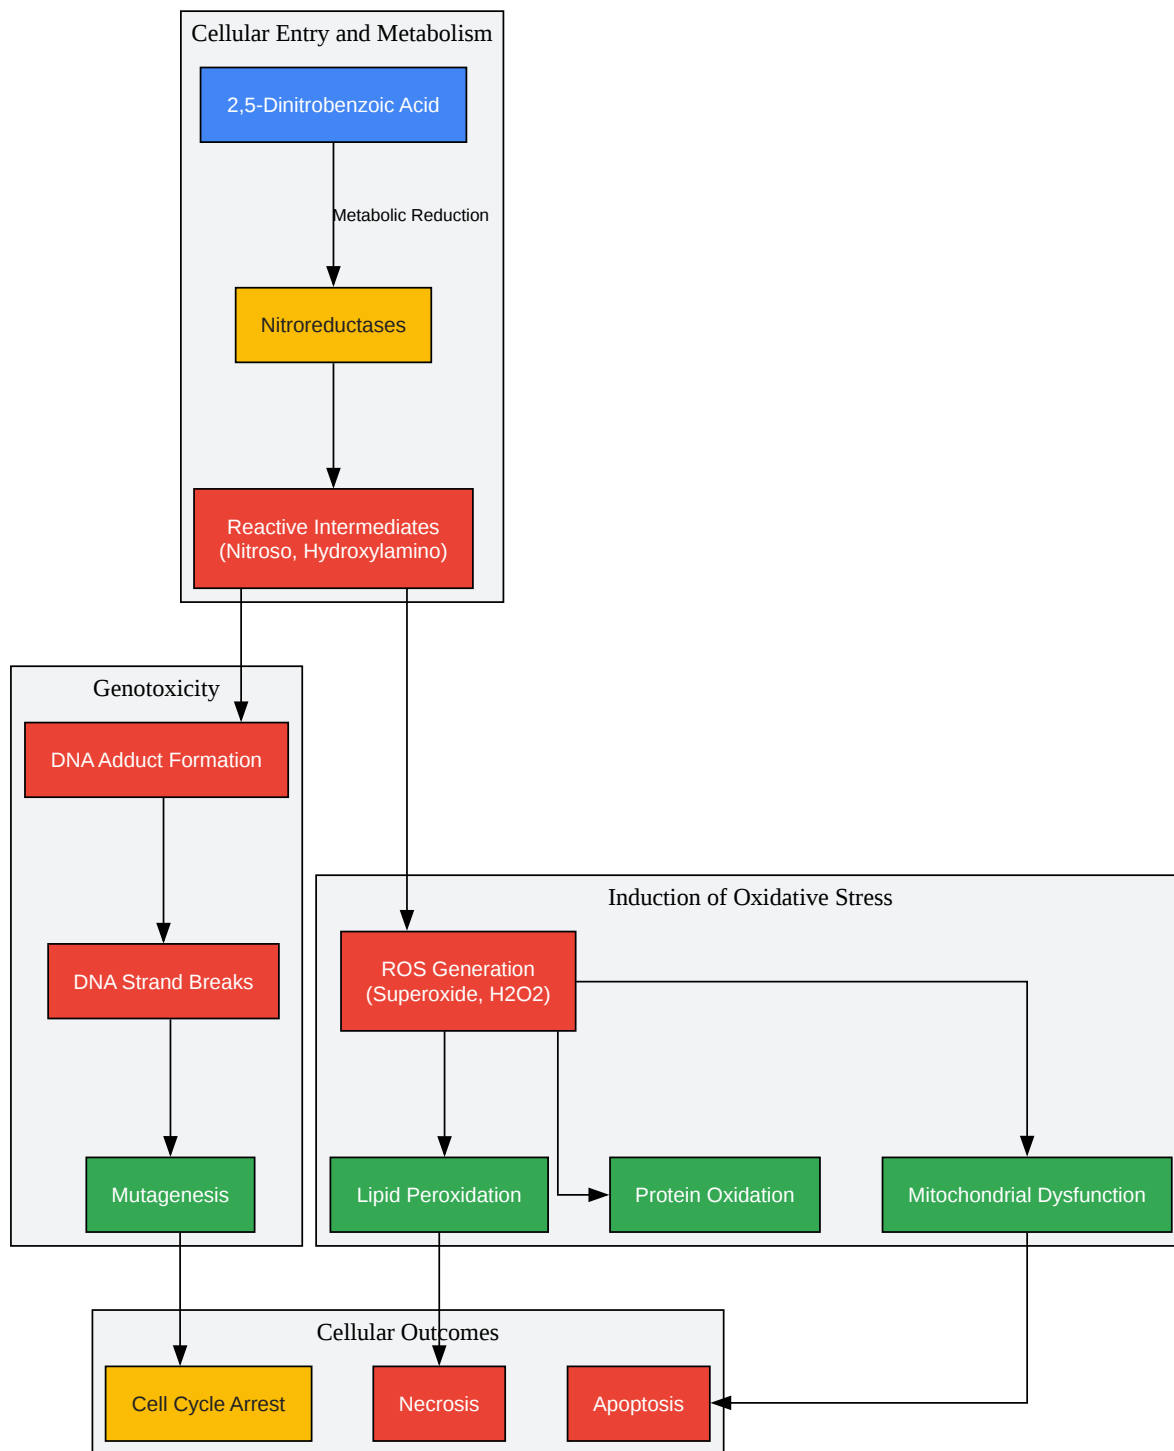 Cellular Entry and Metabolism
2,5-Dinitrobenzoic Acid
Metabolic Reduction
Nitroreductases
Reactive Intermediates
(Nitroso, Hydroxylamino)
Genotoxicity
DNA Adduct Formation
DNA Strand Breaks
Mutagenesis
Induction of Oxidative Stress
ROS Generation
(Superoxide, H2O2)
Lipid Peroxidation
Protein Oxidation
Mitochondrial Dysfunction
Cellular Outcomes
Cell Cycle Arrest
Necrosis
Apoptosis